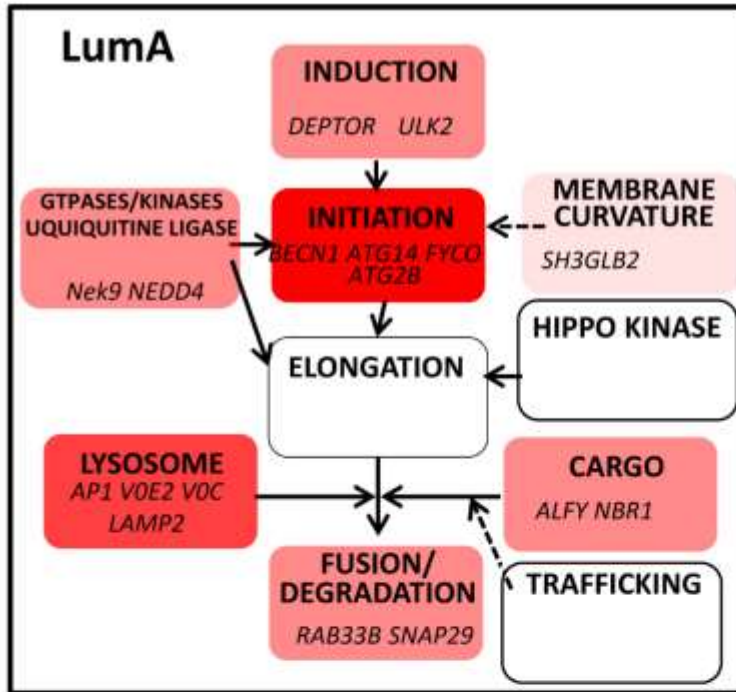 LumA
INDUCTION
DEPTOR ULK2
GTPASES/KINASES
UQUIQUITINE LIGASE
Nek9 NEDD4
INITIATION
BECN1 ATG14 FYCO
ATG2B
MEMBRANE
CURVATURE
SH3GLB2
HIPPO KINASE
ELONGATION
LYSOSOME
AP1 V0E2 V0C
LAMP2
CARGO
ALFY NBR1
FUSION/
DEGRADATION
RAB33B SNAP29
TRAFFICKING